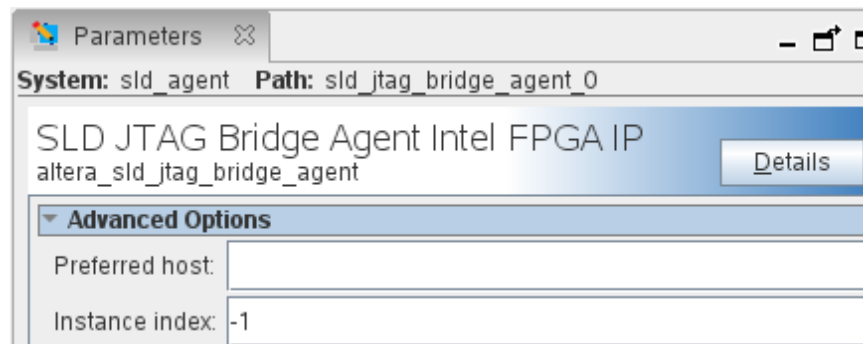 Parameters
System: sld_agent Path: sld_jtag_bridge_agent_0
SLD JTAG Bridge Agent Intel FPGA IP
altera_sld_jtag_bridge_agent
Details
Advanced Options
Preferred host:
Instance index: -1